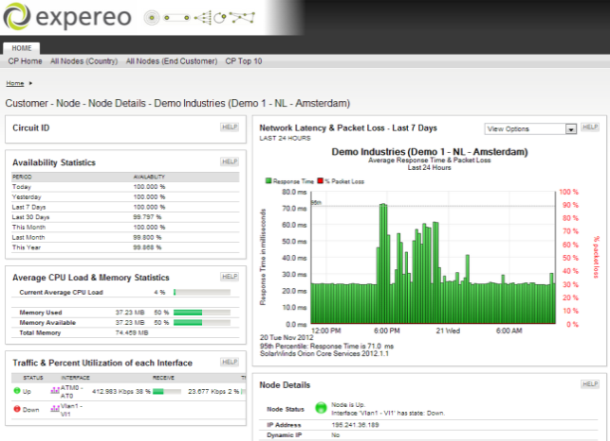 expereo
HOME
CP Home All Nodes (Country) All Nodes (End Customer) CP Top 10
Home
Customer - Node - Node Details - Demo Industries (Demo 1 - NL - Amsterdam)
Circuit ID HELP
Availability Statistics HELP
PERIOD AVAILABILITY
Today 100.000 %
Yesterday 100.000 %
Last 7 Days 100.000 %
Last 30 Days 99.797 %
This Month 100.000 %
Last Month 99.800 %
This Year 99.868 %
Average CPU Load & Memory Statistics HELP
Current Average CPU Load 4 %
Memory Used 37.23 MB 50 %
Memory Available 37.23 MB 50 %
Total Memory 74.459 MB
Traffic & Percent Utilization of each Interface HELP
STATUS INTERFACE RECEIVE
Up ATM0 - AT0 412.983 Kbps 38 % 23.677 Kbps 2 %
Down Vlan1 - Vl1
Network Latency & Packet Loss - Last 7 Days View Options HELP
LAST 24 HOURS
Demo Industries (Demo 1 - NL - Amsterdam)
Average Response Time & Packet Loss
Last 24 Hours
Response Time % Packet Loss
Response Time in milliseconds
80.0 ms
70.0 ms
60.0 ms
50.0 ms
40.0 ms
30.0 ms
20.0 ms
10.0 ms
0.0 ms
95th
100 %
90 %
80 %
70 %
60 %
50 %
40 %
30 %
20 %
10 %
0 %
% packet loss
12:00 PM 6:00 PM 21 Wed 6:00 AM
20 Tue Nov 2012
95th Percentile: Response Time is 71.0 ms
SolarWinds Orion Core Services 2012.1.1
Node Details HELP
Node Status Node is Up.
Interface 'Vlan1 - Vl1' has state: Down.
IP Address 195.241.36.189
Dynamic IP No